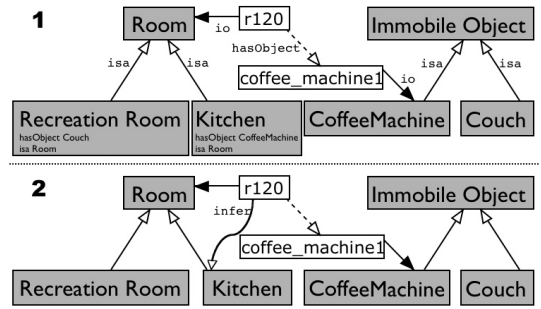 1
Room
r120
Immobile Object
io
hasObject
isa
isa
coffee_machine1
io
isa
isa
Recreation Room
hasObject Couch
isa Room
Kitchen
hasObject CoffeeMachine
isa Room
CoffeeMachine
Couch
2
Room
r120
Immobile Object
infer
coffee_machine1
Recreation Room
Kitchen
CoffeeMachine
Couch